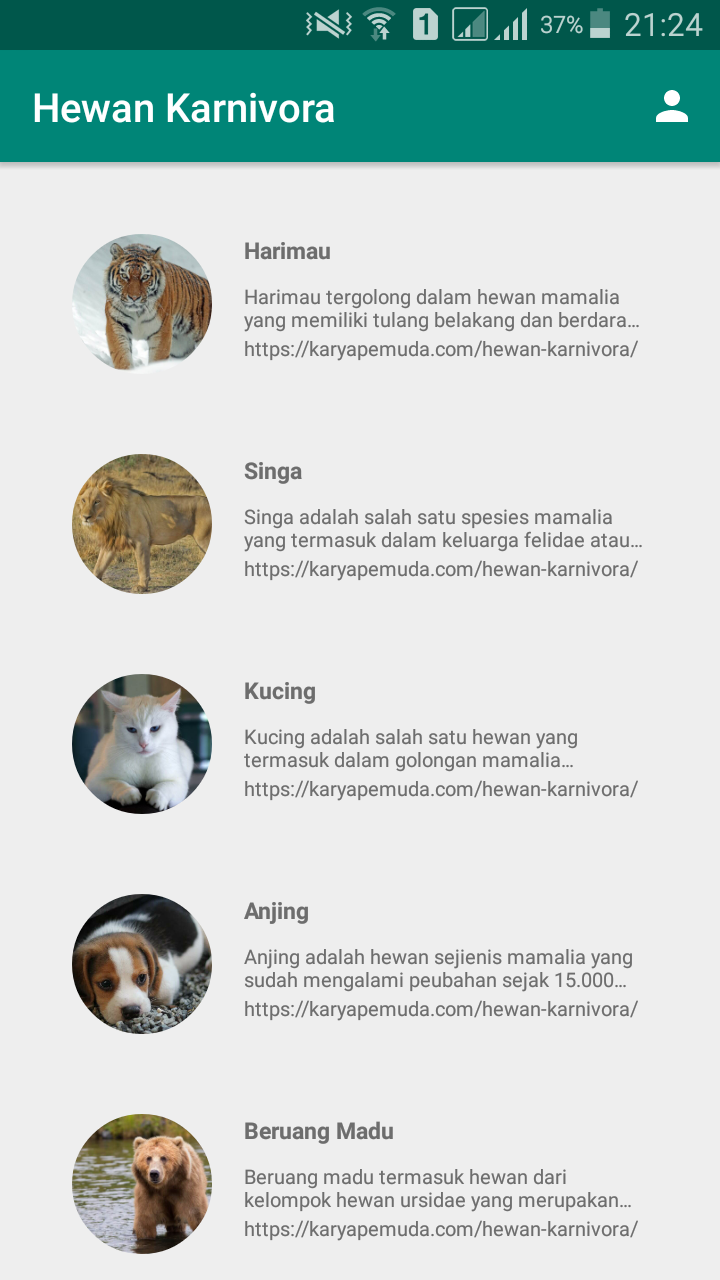 1 37% 21:24
Hewan Karnivora
Harimau
Harimau tergolong dalam hewan mamalia
yang memiliki tulang belakang dan berdara…
https://karyapemuda.com/hewan-karnivora/
Singa
Singa adalah salah satu spesies mamalia
yang termasuk dalam keluarga felidae atau…
https://karyapemuda.com/hewan-karnivora/
Kucing
Kucing adalah salah satu hewan yang
termasuk dalam golongan mamalia…
https://karyapemuda.com/hewan-karnivora/
Anjing
Anjing adalah hewan sejienis mamalia yang
sudah mengalami peubahan sejak 15.000…
https://karyapemuda.com/hewan-karnivora/
Beruang Madu
Beruang madu termasuk hewan dari
kelompok hewan ursidae yang merupakan…
https://karyapemuda.com/hewan-karnivora/